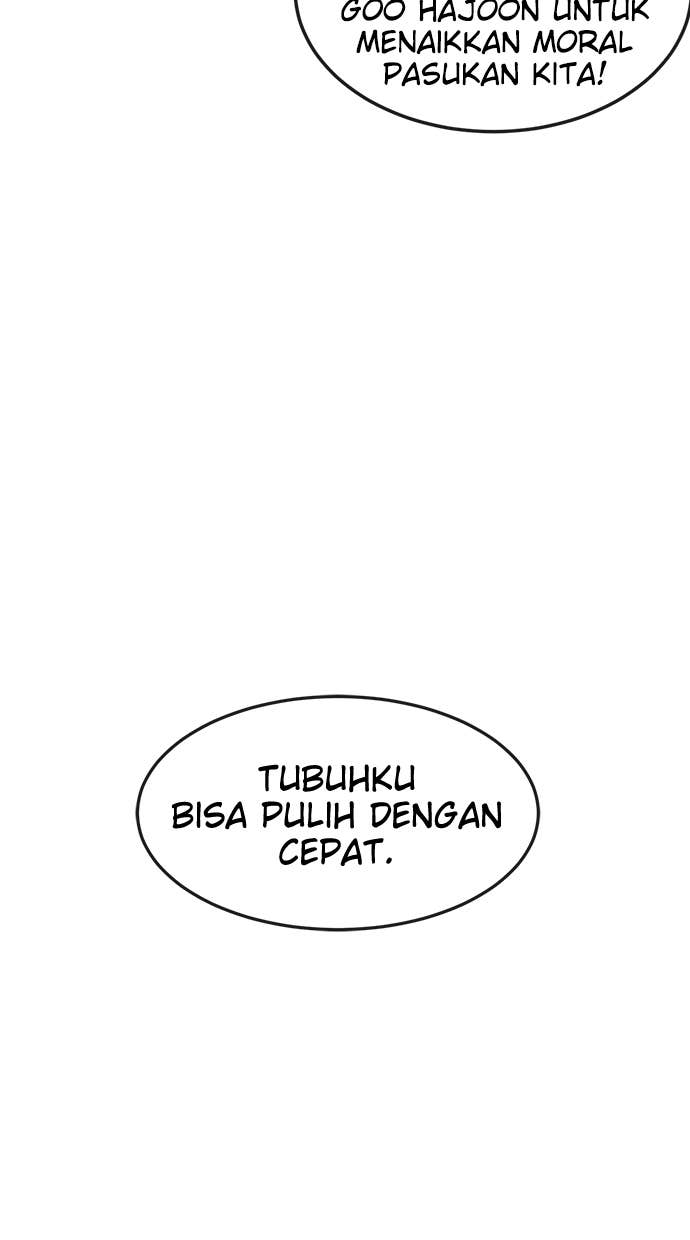 GOO HAJOON UNTUK
MENAIKKAN MORAL
PASUKAN KITA!
TUBUHKU
BISA PULIH DENGAN
CEPAT.